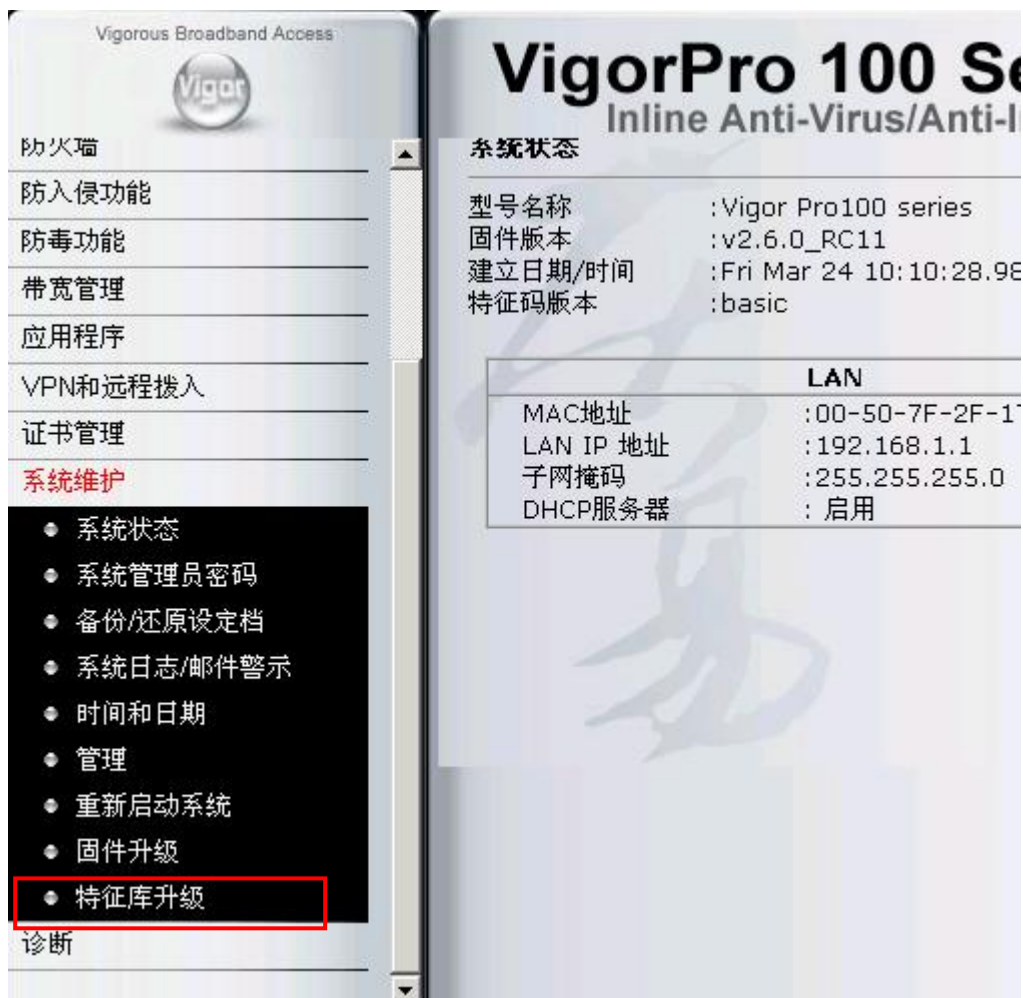 Vigorous Broadband Access
Vigor
防火墙
防入侵功能
防毒功能
带宽管理
应用程序
VPN和远程拨入
证书管理
系统维护
系统状态
系统管理员密码
备份/还原设定档
系统日志/邮件警示
时间和日期
管理
重新启动系统
固件升级
特征库升级
诊断
VigorPro 100 Se
Inline Anti-Virus/Anti-I
系统状态
型号名称 :Vigor Pro100 series
固件版本 :v2.6.0_RC11
建立日期/时间 :Fri Mar 24 10:10:28.98
特征码版本 :basic
LAN
MAC地址 :00-50-7F-2F-1
LAN IP 地址 :192.168.1.1
子网掩码 :255.255.255.0
DHCP服务器 : 启用